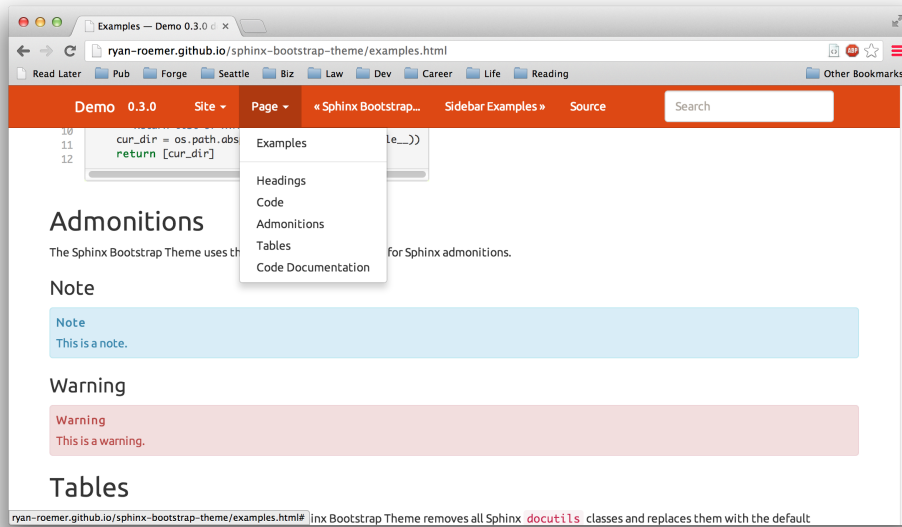 Examples — Demo 0.3.0 d
ryan-roemer.github.io/sphinx-bootstrap-theme/examples.html
ABP
Read Later Pub Forge Seattle Biz Law Dev Career Life Reading Other Bookmarks
Demo 0.3.0 Site Page « Sphinx Bootstrap... Sidebar Examples » Source Search
10
11 cur_dir = os.path.abs le__))
12 return [cur_dir]
Examples
Headings
Code
Admonitions
Tables
Code Documentation
Admonitions
The Sphinx Bootstrap Theme uses th for Sphinx admonitions.
Note
Note
This is a note.
Warning
Warning
This is a warning.
Tables
ryan-roemer.github.io/sphinx-bootstrap-theme/examples.html# inx Bootstrap Theme removes all Sphinx docutils classes and replaces them with the default